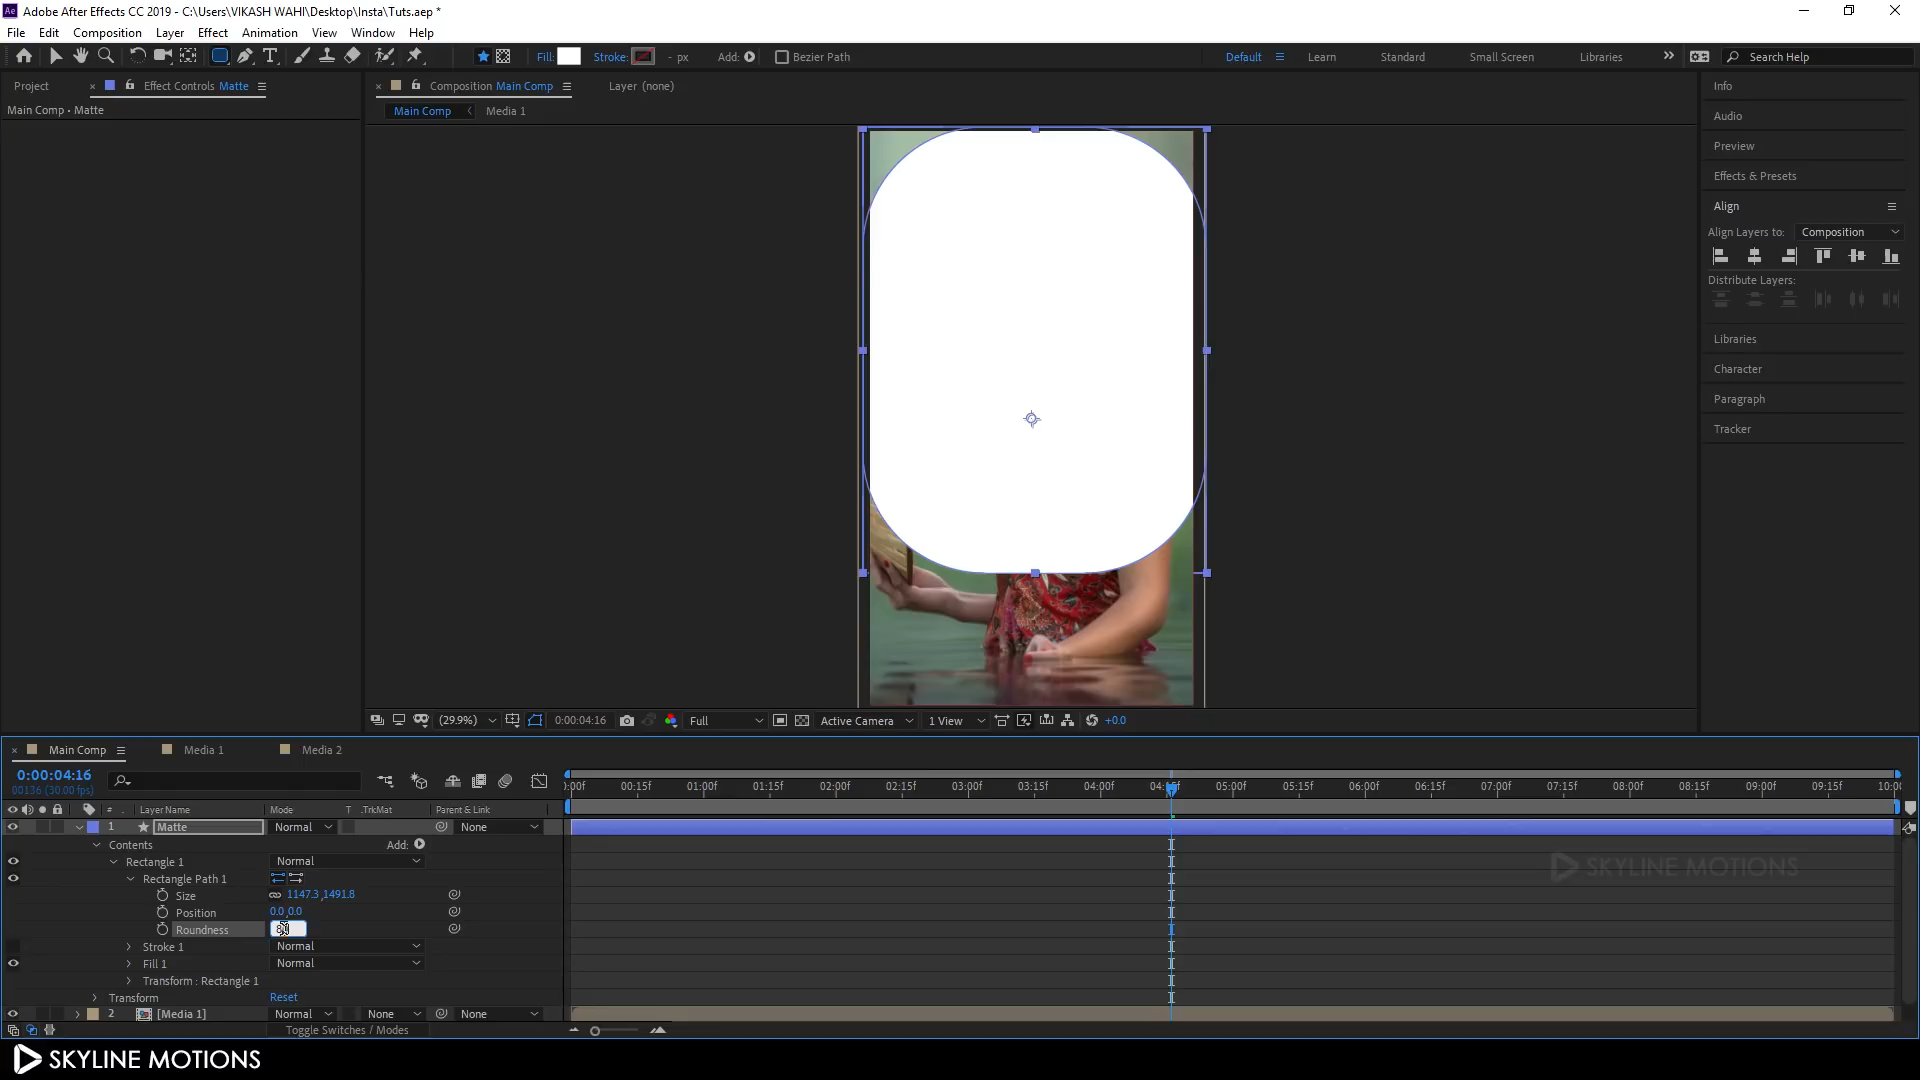 Ae Adobe After Effects CC 2019 - C:\Users\VIKASH WAHI\Desktop\Insta\Tuts.aep *
File Edit Composition Layer Effect Animation View Window Help
Fill: Stroke: - px Add: Bezier Path Default Learn Standard Small Screen Libraries Search Help
Project Effect Controls Matte Composition Main Comp Layer (none) Info
Main Comp • Matte Main Comp Media 1
Audio
Preview
Effects & Presets
Align
Align Layers to: Composition
Distribute Layers:
Libraries
Character
Paragraph
Tracker
(29.9%) 0:00:04:16 Full Active Camera 1 View +0.0
Main Comp Media 1 Media 2
0:00:04:16
00136 (30.00 fps)
:00f 00:15f 01:00f 01:15f 02:00f 02:15f 03:00f 03:15f 04:00f 05:00f 05:15f 06:00f 06:15f 07:00f 07:15f 08:00f 08:15f 09:00f 09:15f
# Layer Name Mode T .TrkMat Parent & Link
1 Matte Normal None
Contents Add:
Rectangle 1 Normal
Rectangle Path 1
Size 1147.3,1491.8
Position 0.0,0.0
Roundness
Stroke 1 Normal
Fill 1 Normal
Transform : Rectangle 1
Transform Reset
2 [Media 1] Normal None None
Toggle Switches / Modes
SKYLINE MOTIONS
SKYLINE MOTIONS